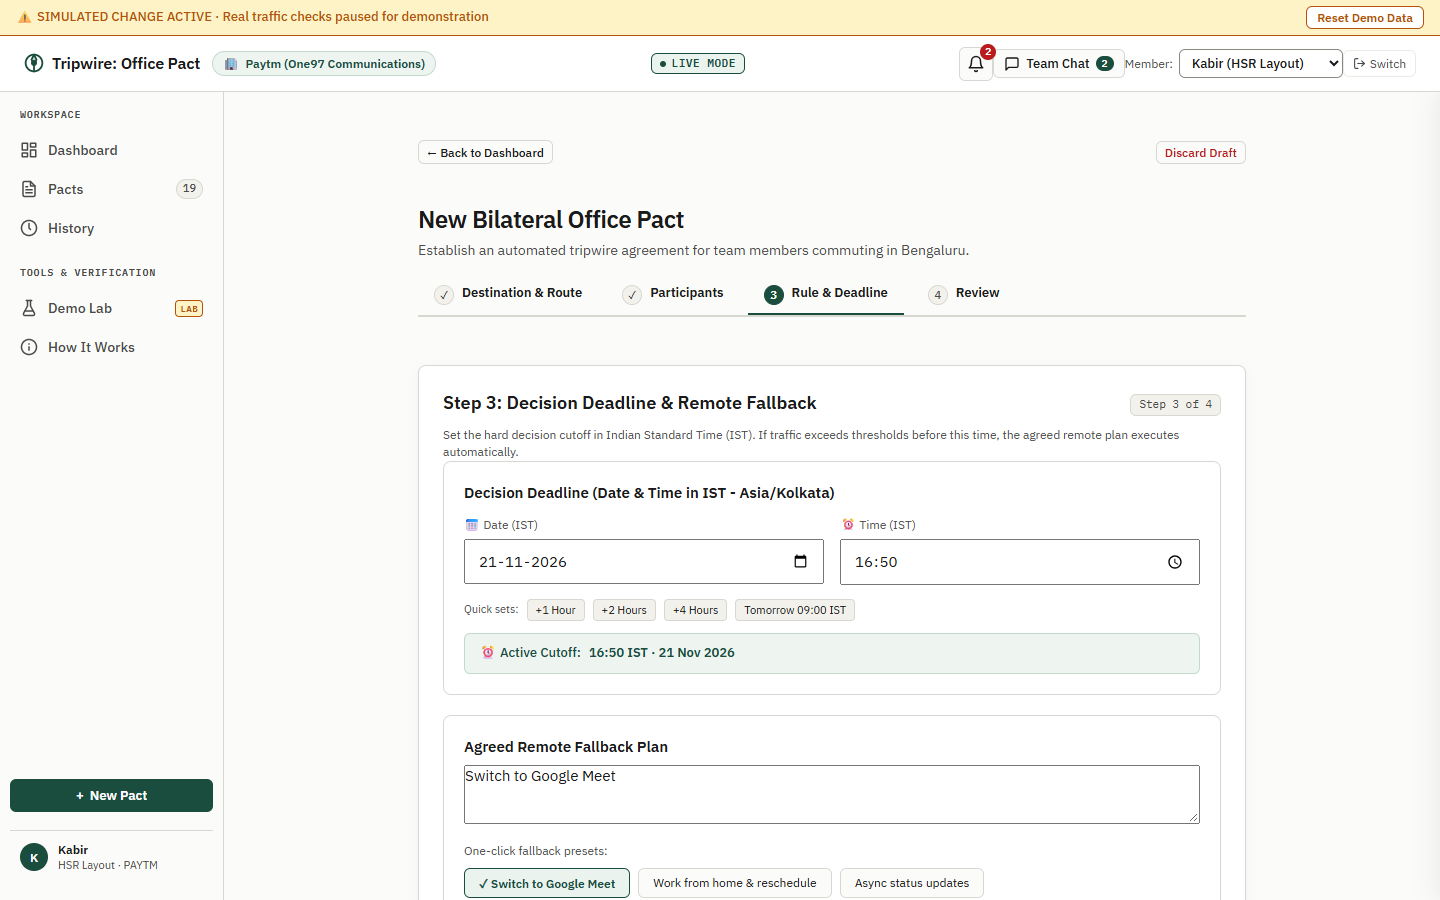 ⚠️ SIMULATED CHANGE ACTIVE · Real traffic checks paused for demonstration
Reset Demo Data
Tripwire: Office Pact
🏢 Paytm (One97 Communications)
● LIVE MODE
2
Team Chat 2
Member:
Kabir (HSR Layout)
Switch
WORKSPACE
Dashboard
Pacts 19
History
TOOLS & VERIFICATION
Demo Lab LAB
How It Works
+ New Pact
K
Kabir
HSR Layout · PAYTM
← Back to Dashboard
Discard Draft
New Bilateral Office Pact
Establish an automated tripwire agreement for team members commuting in Bengaluru.
✓ Destination & Route
✓ Participants
3 Rule & Deadline
4 Review
Step 3: Decision Deadline & Remote Fallback
Step 3 of 4
Set the hard decision cutoff in Indian Standard Time (IST). If traffic exceeds thresholds before this time, the agreed remote plan executes
automatically.
Decision Deadline (Date & Time in IST - Asia/Kolkata)
📅 Date (IST)
⏰ Time (IST)
21-11-2026
16:50
Quick sets:
+1 Hour
+2 Hours
+4 Hours
Tomorrow 09:00 IST
⏰ Active Cutoff: 16:50 IST · 21 Nov 2026
Agreed Remote Fallback Plan
Switch to Google Meet
One-click fallback presets:
✓ Switch to Google Meet
Work from home & reschedule
Async status updates